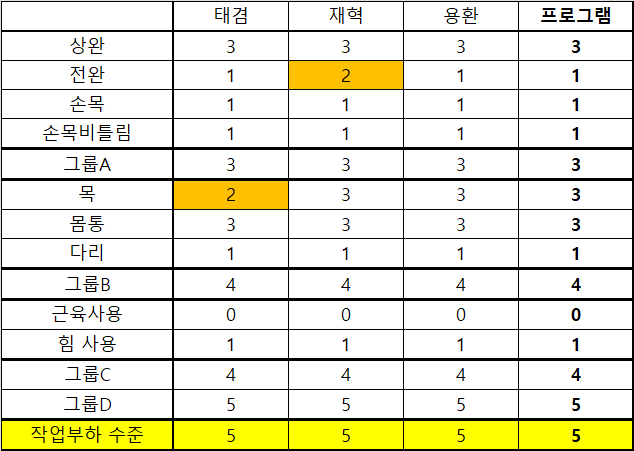 태겸 재혁 용환 프로그램
상완 3 3 3 3
전완 1 2 1 1
손목 1 1 1 1
손목비틀림 1 1 1 1
그룹A 3 3 3 3
목 2 3 3 3
몸통 3 3 3 3
다리 1 1 1 1
그룹B 4 4 4 4
근육사용 0 0 0 0
힘 사용 1 1 1 1
그룹C 4 4 4 4
그룹D 5 5 5 5
작업부하 수준 5 5 5 5